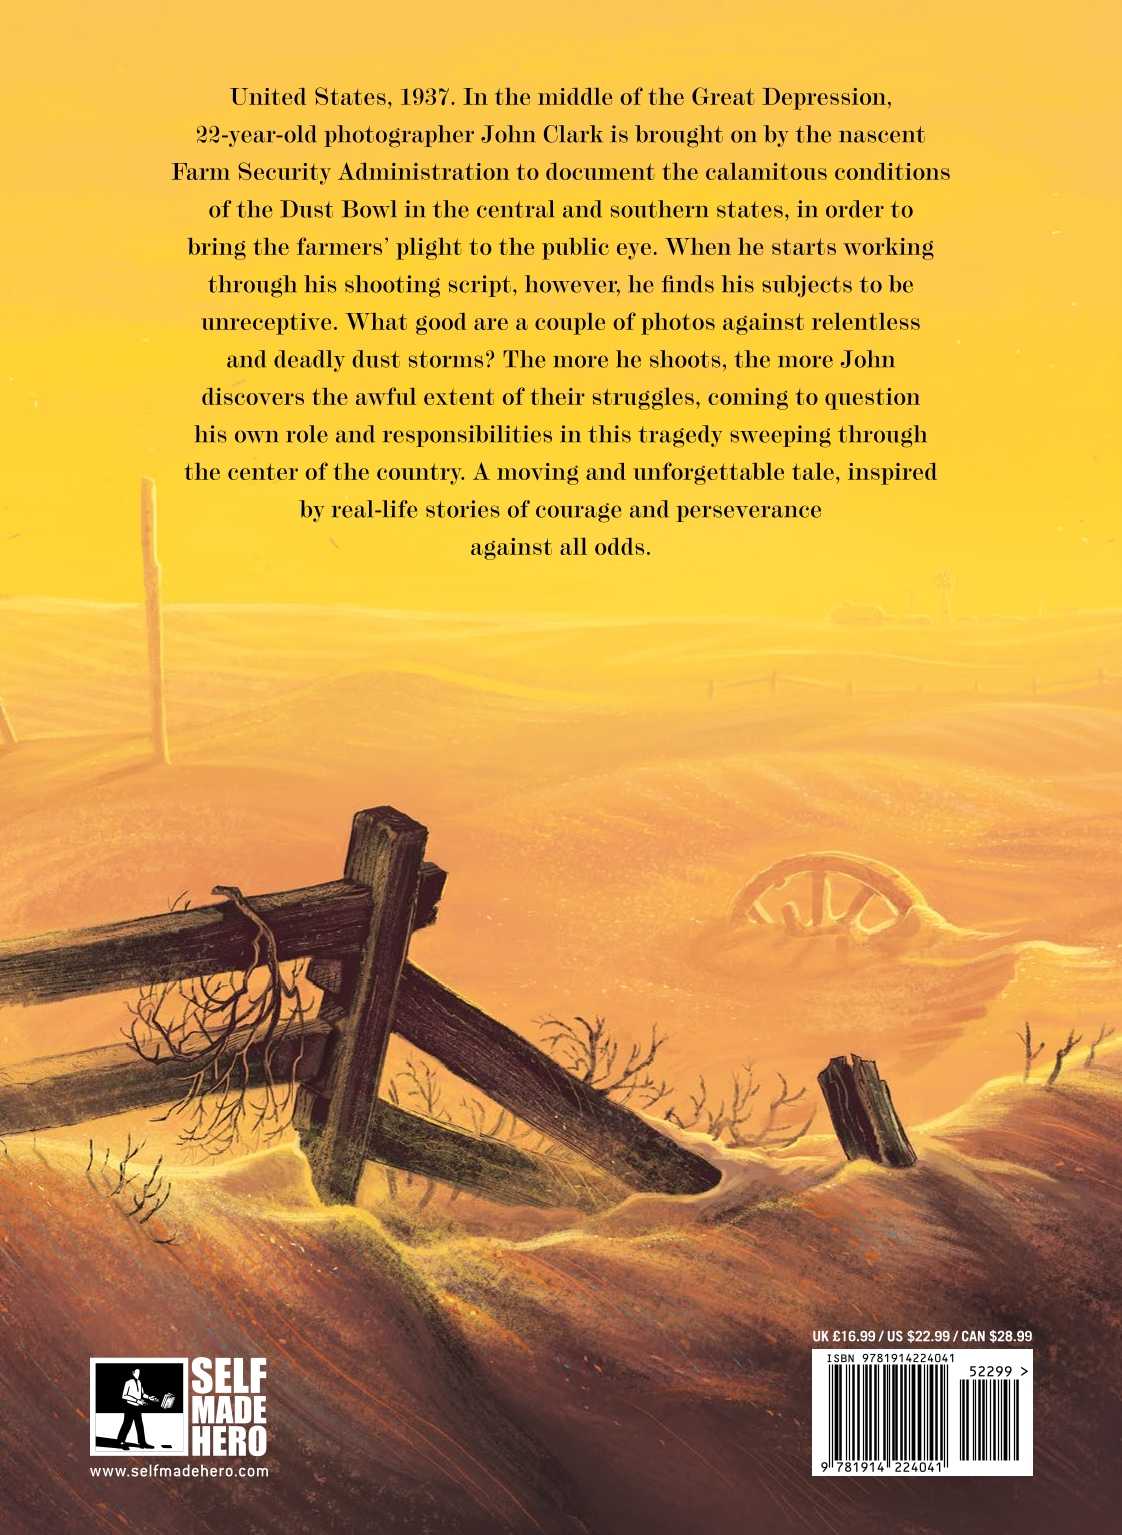 United States, 1937. In the middle of the Great Depression,
22-year-old photographer John Clark is brought on by the nascent
Farm Security Administration to document the calamitous conditions
of the Dust Bowl in the central and southern states, in order to
bring the farmers’ plight to the public eye. When he starts working
through his shooting script, however, he finds his subjects to be
unreceptive. What good are a couple of photos against relentless
and deadly dust storms? The more he shoots, the more John
discovers the awful extent of their struggles, coming to question
his own role and responsibilities in this tragedy sweeping through
the center of the country. A moving and unforgettable tale, inspired
by real-life stories of courage and perseverance
against all odds.
UK £16.99 / US $22.99 / CAN $28.99
ISBN 9781914224041
52299 >
9 781914 224041
SELF
MADE
HERO
www.selfmadehero.com